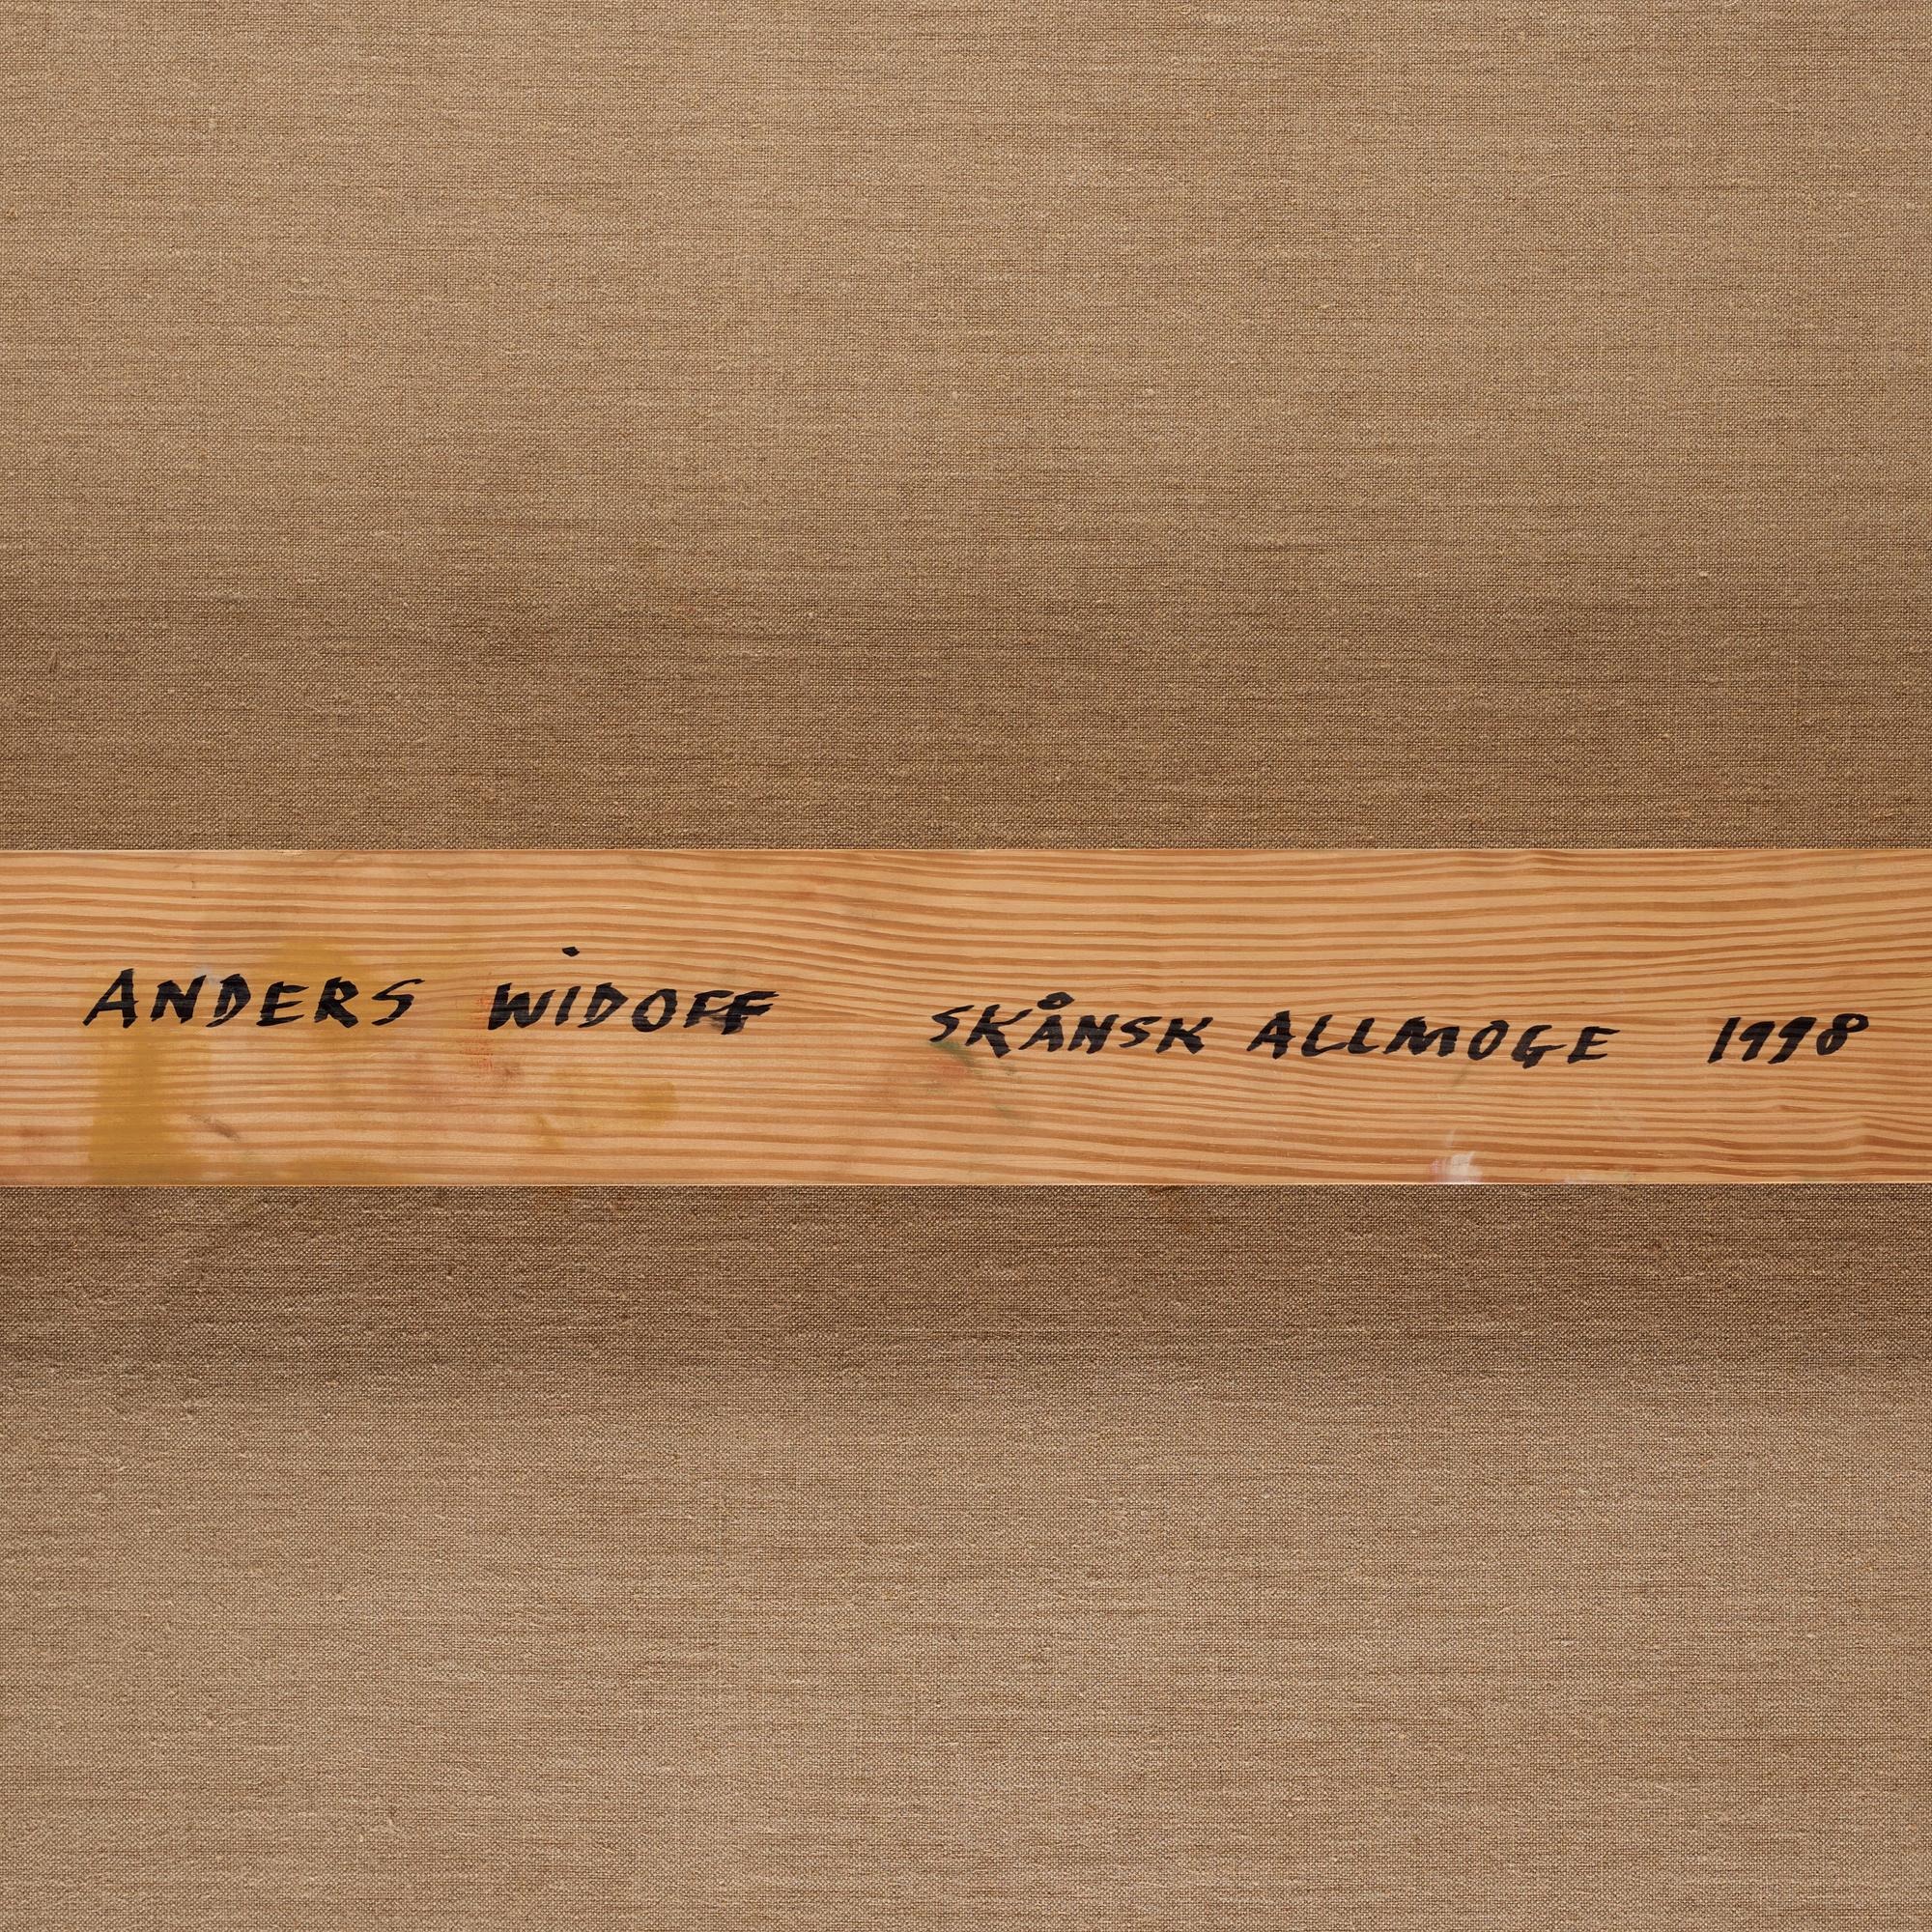 ANDERS WiDOFF SKÅNSK ALLMOGE 1998